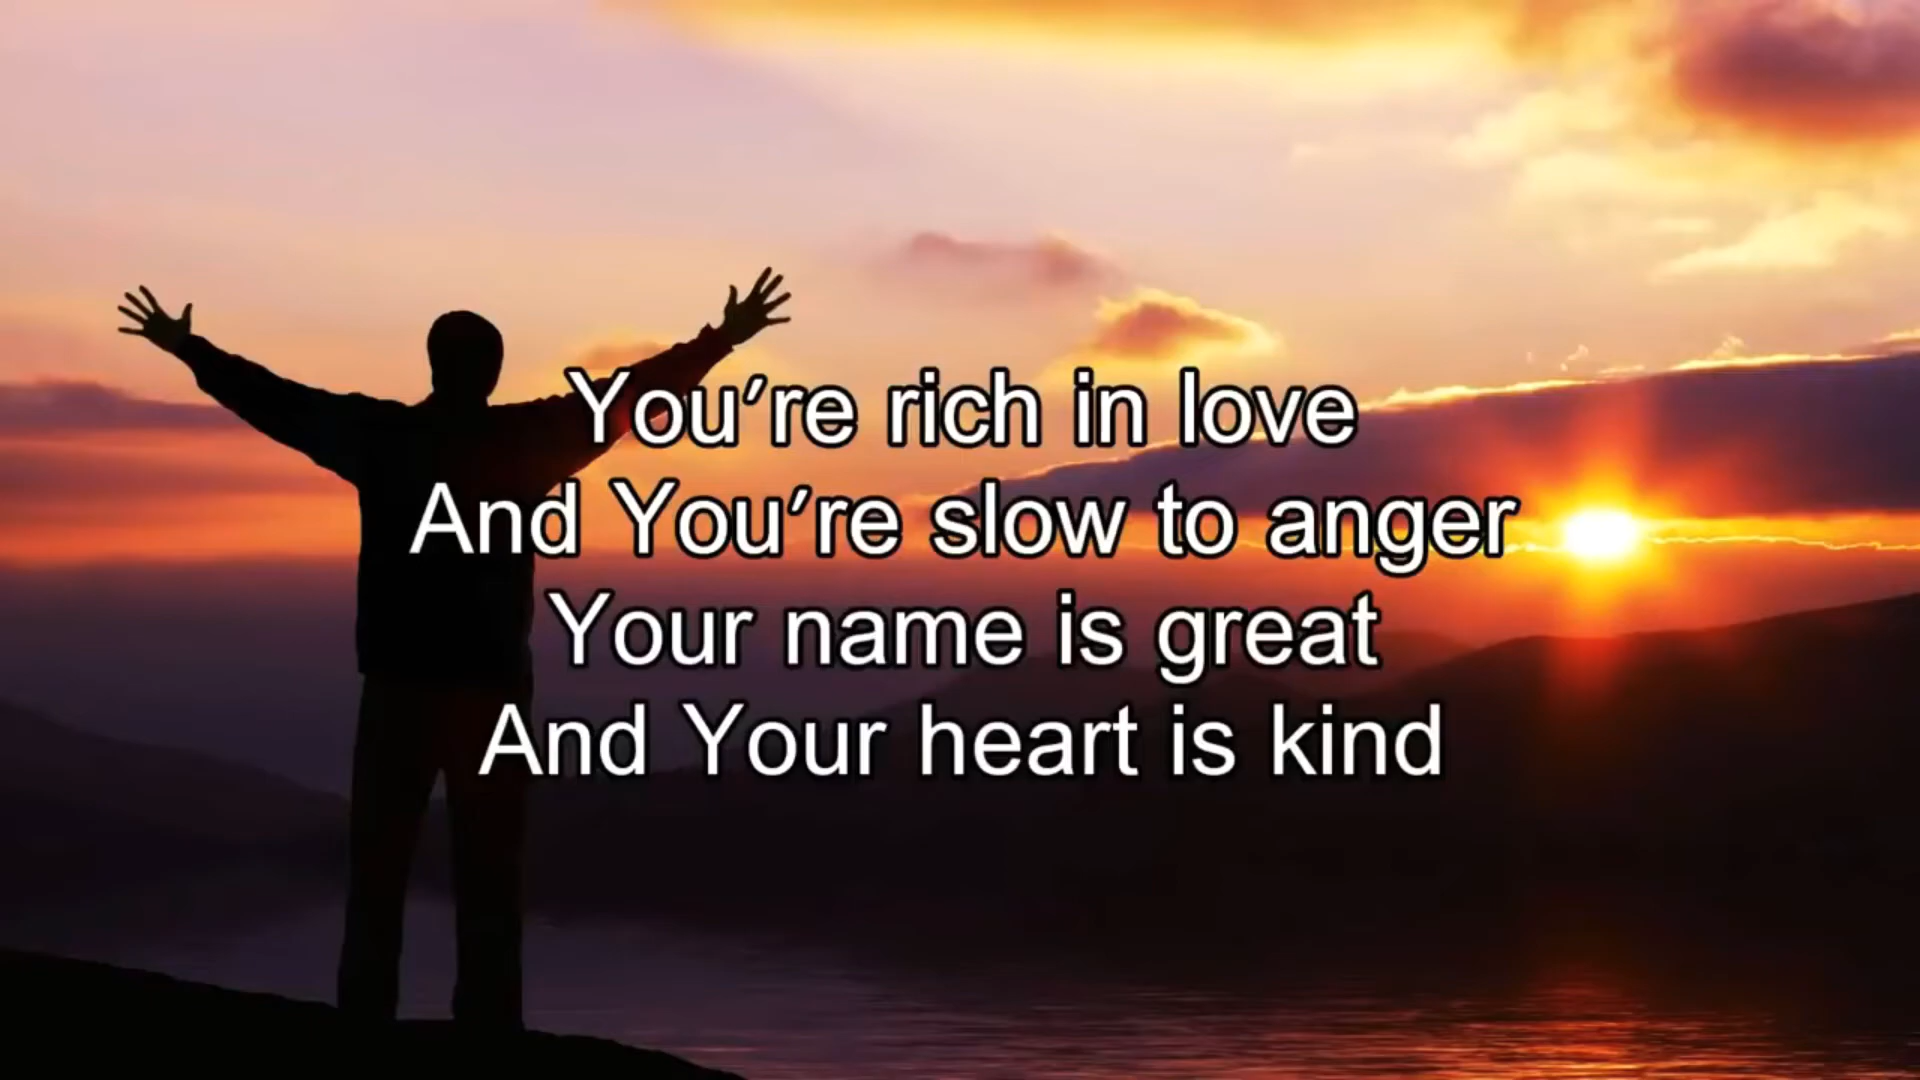 You're rich in love
And You're slow to anger
Your name is great
And Your heart is kind